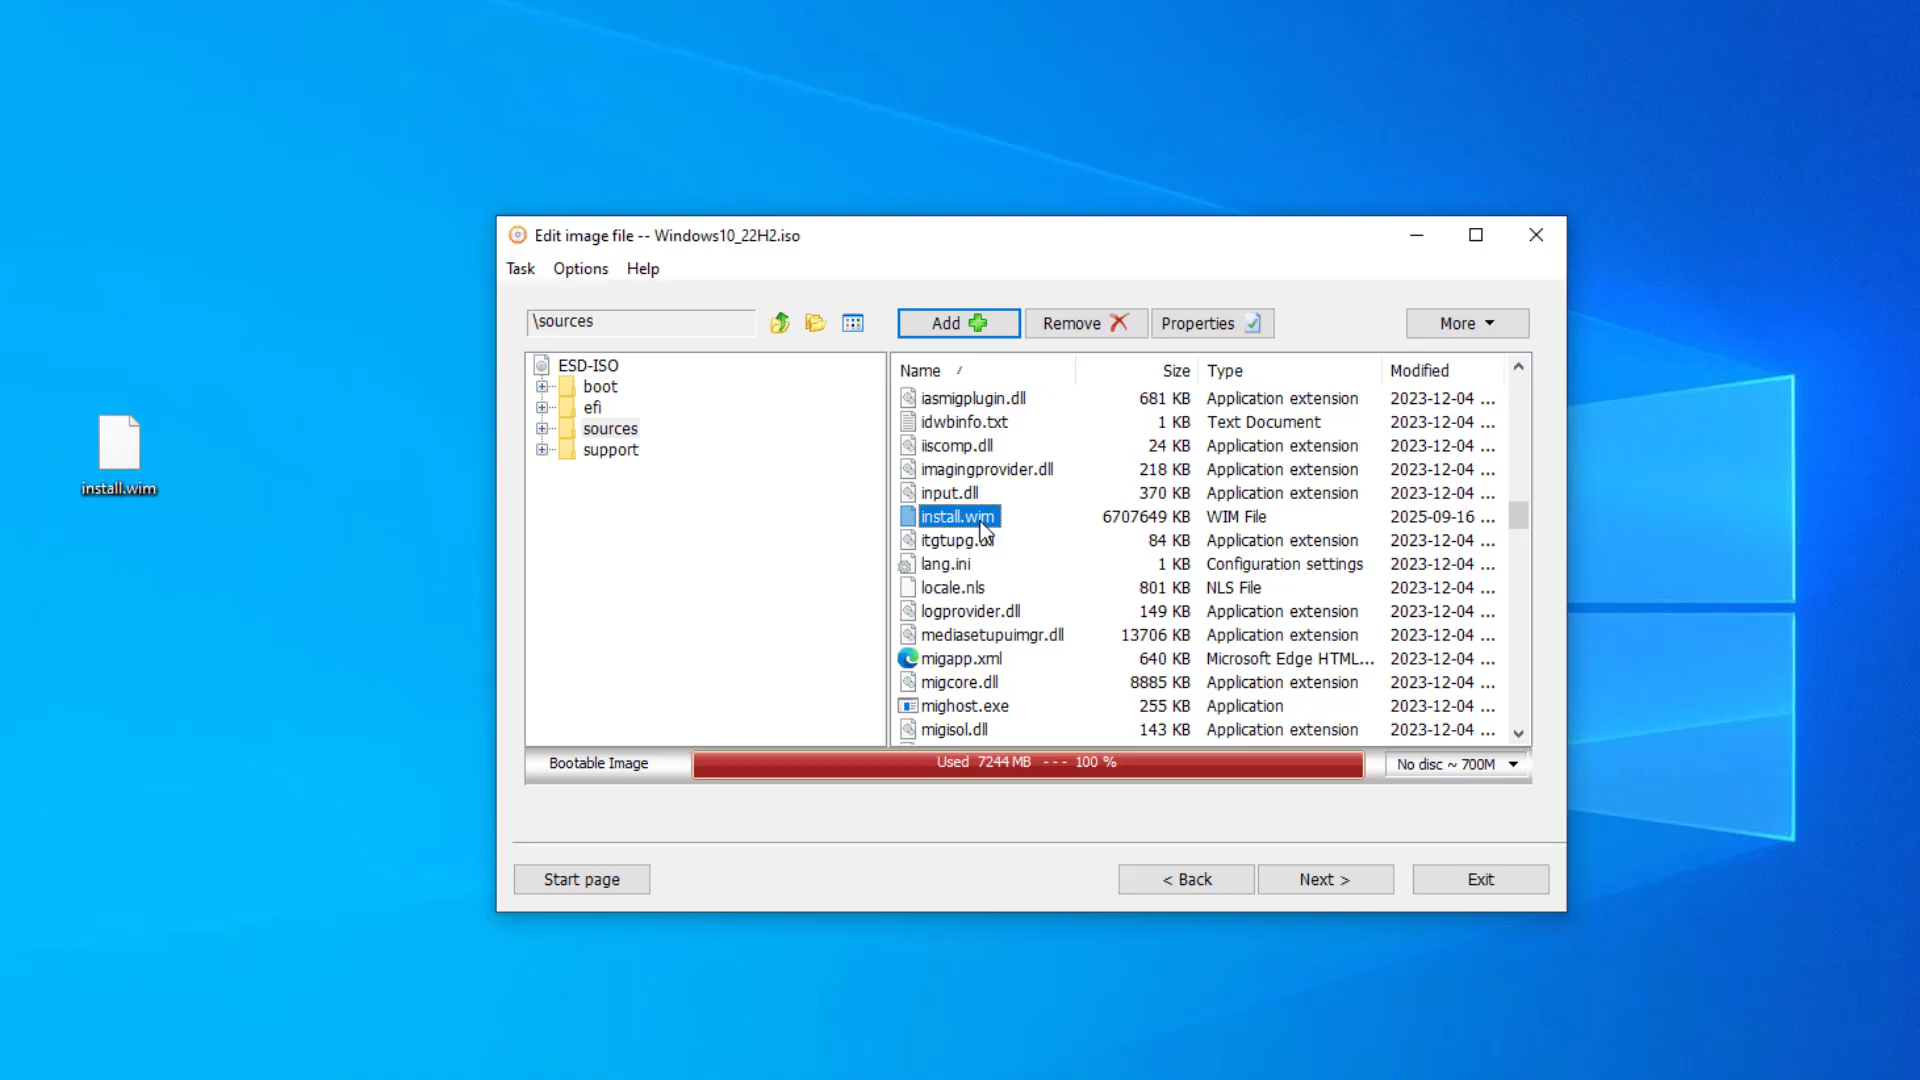 Edit image file -- Windows10_22H2.iso
Task Options Help
\sources Add Remove Properties More
ESD-ISO
boot
efi
sources
support
Name / Size Type Modified
iasmigplugin.dll 681 KB Application extension 2023-12-04 ...
idwbinfo.txt 1 KB Text Document 2023-12-04 ...
iiscomp.dll 24 KB Application extension 2023-12-04 ...
imagingprovider.dll 218 KB Application extension 2023-12-04 ...
input.dll 370 KB Application extension 2023-12-04 ...
install.wim 6707649 KB WIM File 2025-09-16 ...
itgtupg.dll 84 KB Application extension 2023-12-04 ...
lang.ini 1 KB Configuration settings 2023-12-04 ...
locale.nls 801 KB NLS File 2023-12-04 ...
logprovider.dll 149 KB Application extension 2023-12-04 ...
mediasetupuimgr.dll 13706 KB Application extension 2023-12-04 ...
migapp.xml 640 KB Microsoft Edge HTML... 2023-12-04 ...
migcore.dll 8885 KB Application extension 2023-12-04 ...
mighost.exe 255 KB Application 2023-12-04 ...
migisol.dll 143 KB Application extension 2023-12-04 ...
install.wim
Bootable Image Used 7244 MB --- 100 % No disc ~ 700M
Start page < Back Next > Exit